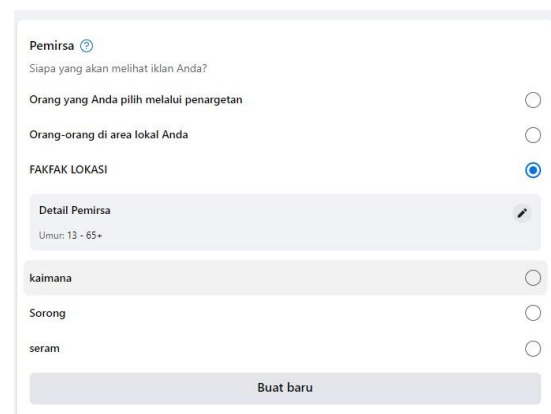 Pemirsa
Siapa yang akan melihat iklan Anda?
Orang yang Anda pilih melalui penargetan
Orang-orang di area lokal Anda
FAKFAK LOKASI
Detail Pemirsa
Umur: 13 - 65+
kaimana
Sorong
seram
Buat baru